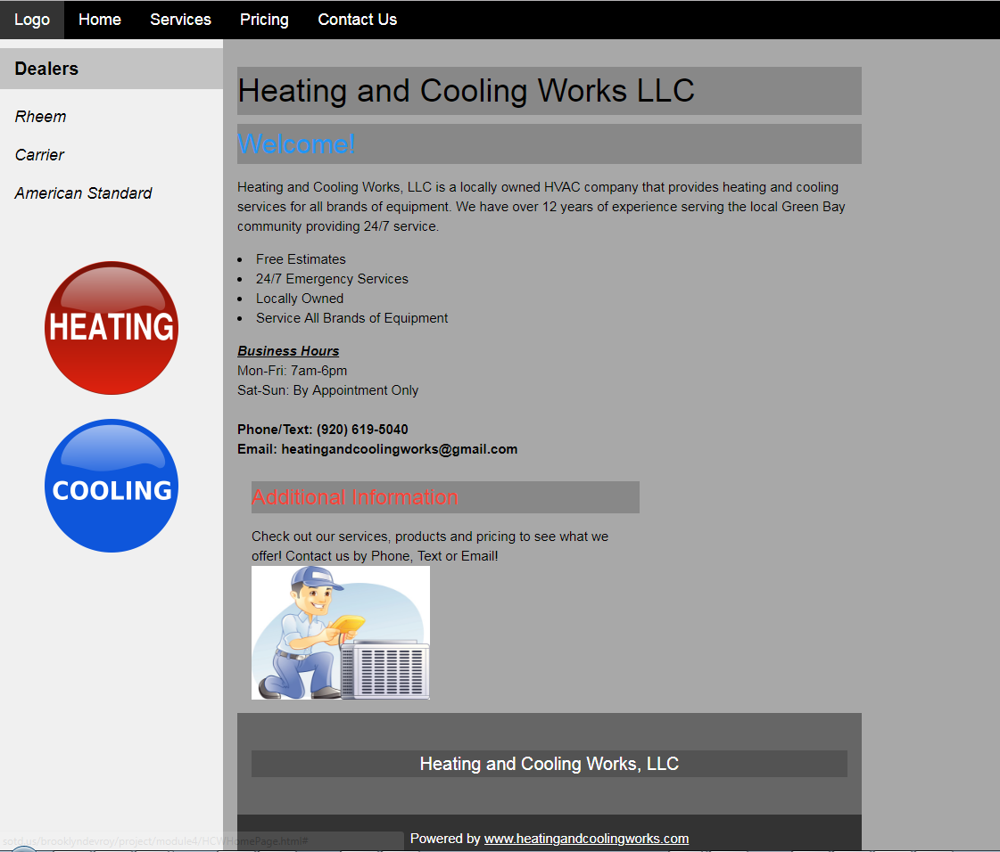 Logo Home Services Pricing Contact Us
Dealers
Rheem
Carrier
American Standard
HEATING
COOLING
Heating and Cooling Works LLC
Welcome!
Heating and Cooling Works, LLC is a locally owned HVAC company that provides heating and cooling
services for all brands of equipment. We have over 12 years of experience serving the local Green Bay
community providing 24/7 service.
Free Estimates
24/7 Emergency Services
Locally Owned
Service All Brands of Equipment
Business Hours
Mon-Fri: 7am-6pm
Sat-Sun: By Appointment Only
Phone/Text: (920) 619-5040
Email: heatingandcoolingworks@gmail.com
Additional Information
Check out our services, products and pricing to see what we
offer! Contact us by Phone, Text or Email!
Heating and Cooling Works, LLC
Powered by www.heatingandcoolingworks.com
sotd.us/brooklyndevroy/project/module4/HCWHomePage.html#